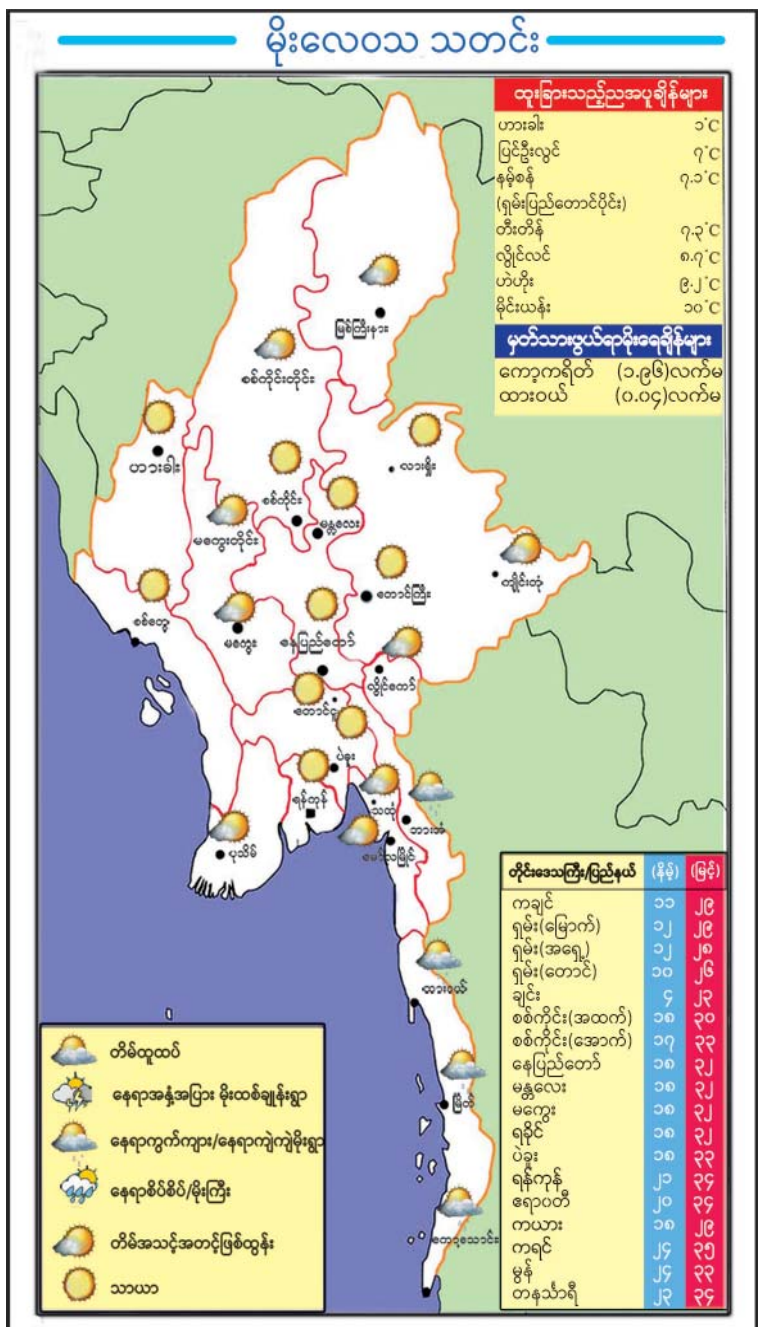 မိုးလေဝသ သတင်း
ထူးခြားသည့်ညအပူချိန်များ
ဟားခါး ၁°C
ပြင်ဦးလွင် ၇°C
နမ့်စန် ၇.၁°C
(ရှမ်းပြည်တောင်ပိုင်း)
တီးတိန် ၇.၃°C
လွိုင်လင် ၈.၇°C
ဟဲဟိုး ၉.၂°C
မိုင်းယန်း ၁၀°C
မှတ်သားဖွယ်ရာမိုးရေချိန်များ
ကော့ကရိတ် (၁.၉၆)လက်မ
ထားဝယ် (၀.၀၄)လက်မ
မြစ်ကြီးနား
စစ်ကိုင်းတိုင်း
ဟားခါး
လားရှိုး
စစ်ကိုင်း
မန္တလေး
မကွေးတိုင်း
ကျိုင်းတုံ
တောင်ကြီး
စစ်တွေ
မကွေး
နေပြည်တော်
လွိုင်ကော်
တောင်ငူ
ပဲခူး
ရန်ကုန်
သထုံ
ဘားအံ
ပုသိမ်
မော်လမြိုင်
ထားဝယ်
မြိတ်
ကော့သောင်း
တိုင်းဒေသကြီး/ပြည်နယ် (နိမ့်) (မြင့်)
ကချင် ၁၁ ၂၉
ရှမ်း(မြောက်) ၁၂ ၂၉
ရှမ်း(အရှေ့) ၁၂ ၂၈
ရှမ်း(တောင်) ၁၀ ၂၆
ချင်း ၄ ၂၃
စစ်ကိုင်း(အထက်) ၁၈ ၃၀
စစ်ကိုင်း(အောက်) ၁၇ ၃၃
နေပြည်တော် ၁၈ ၃၂
မန္တလေး ၁၈ ၃၂
မကွေး ၁၈ ၃၂
ရခိုင် ၁၈ ၃၂
ပဲခူး ၁၈ ၃၃
ရန်ကုန် ၂၁ ၃၄
ဧရာ၀တီ ၂၀ ၃၄
ကယား ၁၈ ၂၉
ကရင် ၂၄ ၃၅
မွန် ၂၄ ၃၃
တနင်္သာရီ ၂၃ ၃၄
တိမ်ထူထပ်
နေရာအနှံ့အပြား မိုးထစ်ချုန်းရွာ
နေရာကွက်ကျား/နေရာကျဲကျဲမိုးရွာ
နေရာစိပ်စိပ်/မိုးကြီး
တိမ်အသင့်အတင့်ဖြစ်ထွန်း
သာယာ